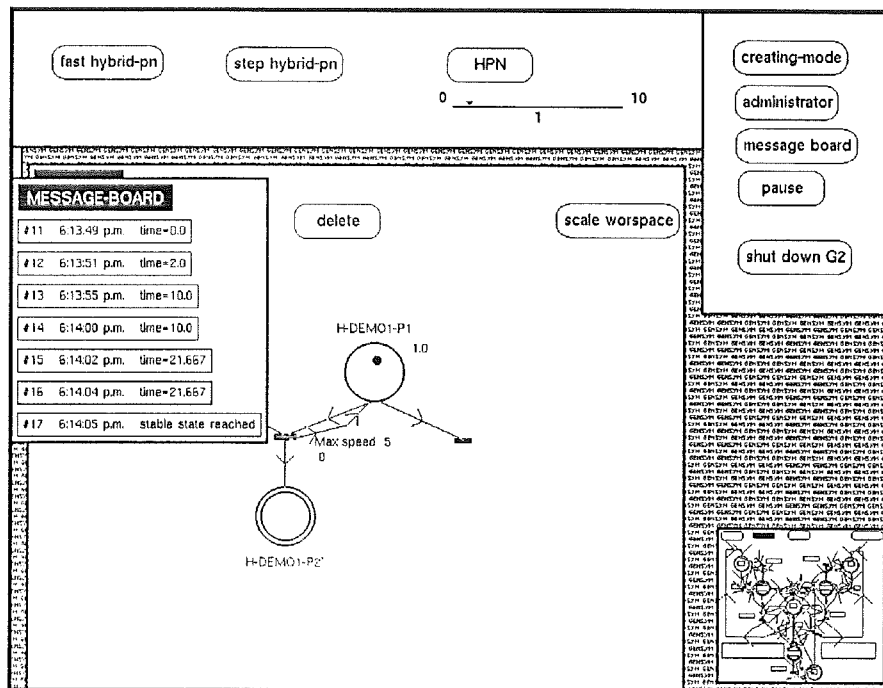 fast hybrid-pn
step hybrid-pn
HPN
0
10
1
creating-mode
administrator
message board
pause
shut down G2
MESSAGE-BOARD
#11 6:13:49 p.m. time=0.0
#12 6:13:51 p.m. time=2.0
#13 6:13:55 p.m. time=10.0
#14 6:14:00 p.m. time=10.0
#15 6:14:02 p.m. time=21.667
#16 6:14:04 p.m. time=21.667
#17 6:14:05 p.m. stable state reached
delete
scale worspace
H-DEMO1-P1
1.0
1
Max speed 5
0
H-DEMO1-P2'